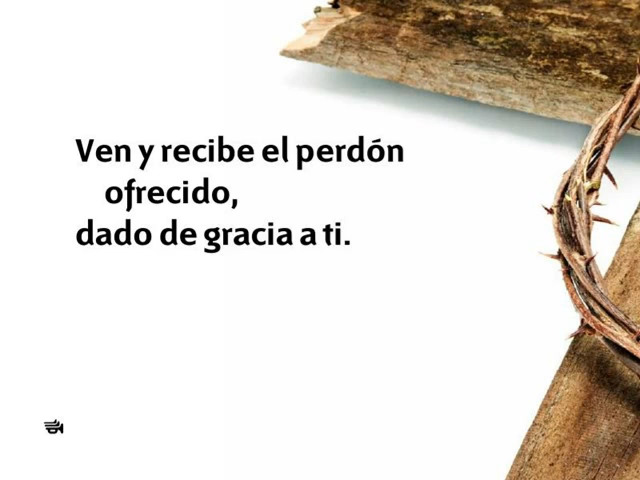 Ven y recibe el perdón
ofrecido,
dado de gracia a ti.